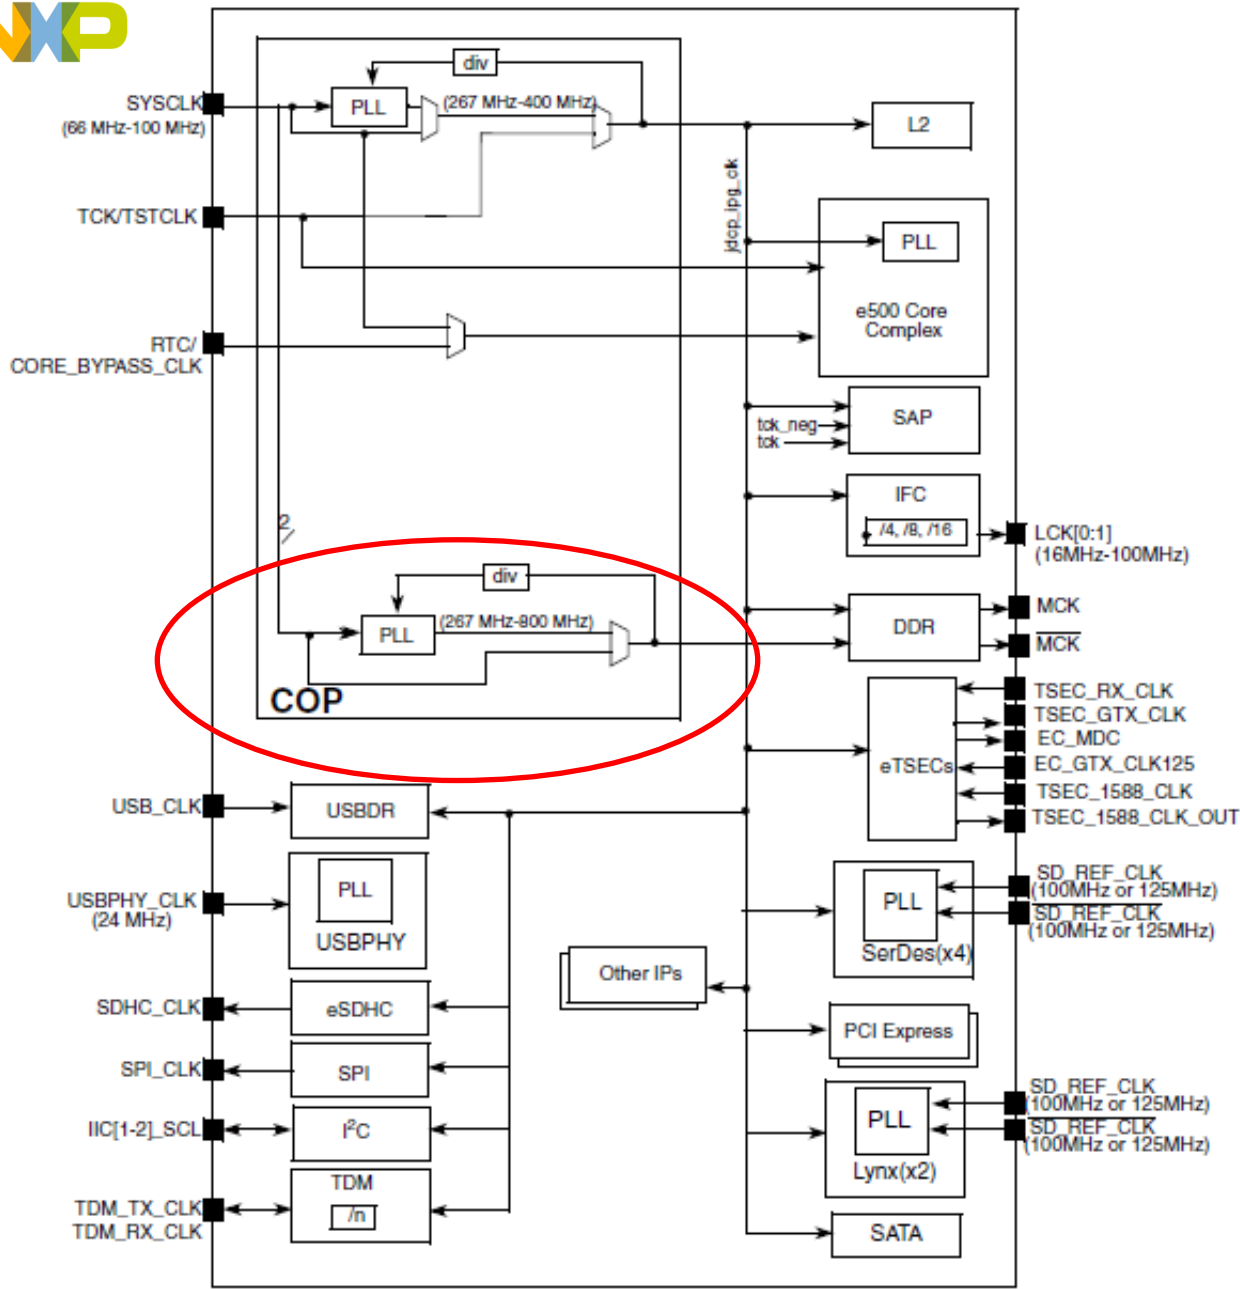 NXP
div
SYSCLK
(66 MHz-100 MHz)
PLL
(267 MHz-400 MHz)
L2
jdcp_ipg_clk
TCK/TSTCLK
PLL
e500 Core
Complex
RTC/
CORE_BYPASS_CLK
SAP
tck_neg
tck
IFC
/4, /8, /16
LCK[0:1]
(16MHz-100MHz)
2
div
PLL
(267 MHz-800 MHz)
COP
DDR
MCK
MCK
eTSECs
TSEC_RX_CLK
TSEC_GTX_CLK
EC_MDC
EC_GTX_CLK125
TSEC_1588_CLK
TSEC_1588_CLK_OUT
USB_CLK
USBDR
USBPHY_CLK
(24 MHz)
PLL
USBPHY
PLL
SerDes(x4)
SD_REF_CLK
(100MHz or 125MHz)
SD_REF_CLK
(100MHz or 125MHz)
Other IPs
SDHC_CLK
eSDHC
PCI Express
SPI_CLK
SPI
IIC[1-2]_SCL
I²C
PLL
Lynx(x2)
SD_REF_CLK
(100MHz or 125MHz)
SD_REF_CLK
(100MHz or 125MHz)
TDM_TX_CLK
TDM_RX_CLK
TDM
/n
SATA